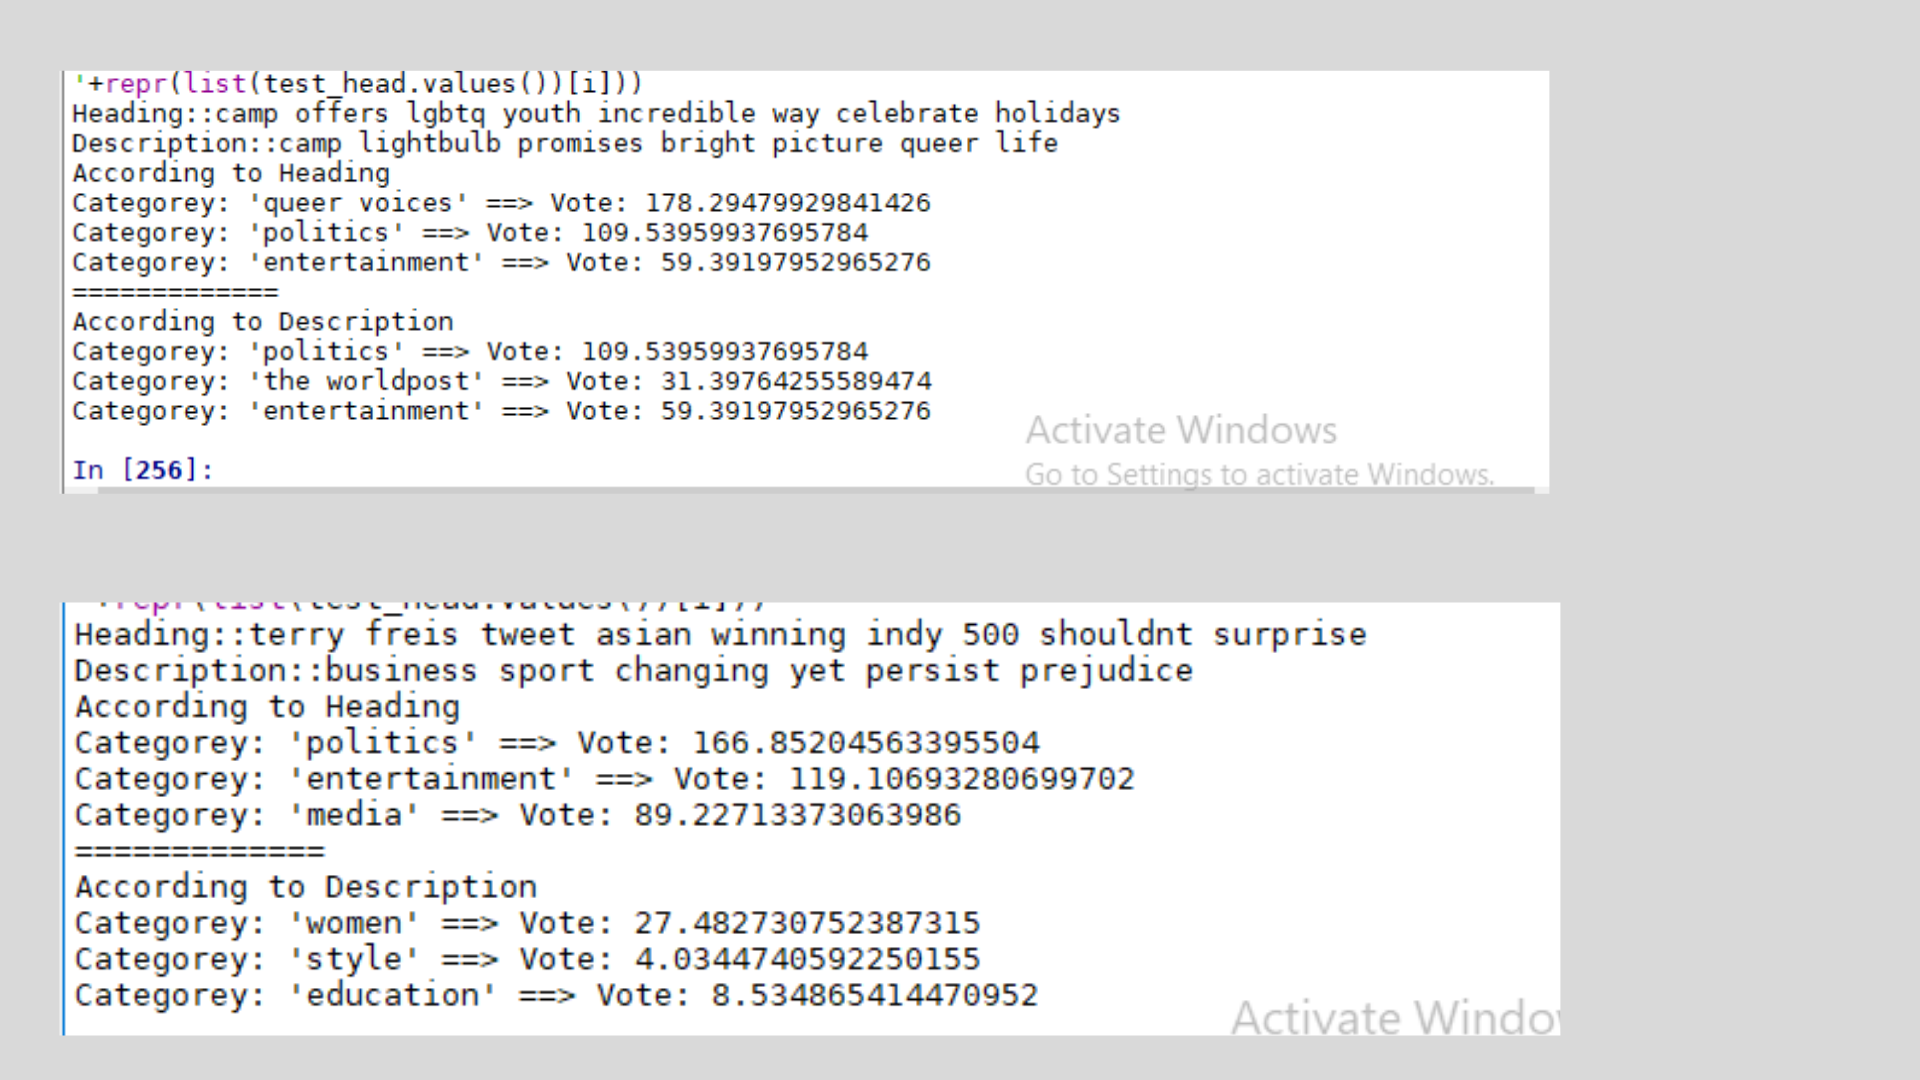 '+repr(list(test_head.values())[i]))
Heading::camp offers lgbtq youth incredible way celebrate holidays
Description::camp lightbulb promises bright picture queer life
According to Heading
Categorey: 'queer voices' ==> Vote: 178.29479929841426
Categorey: 'politics' ==> Vote: 109.53959937695784
Categorey: 'entertainment' ==> Vote: 59.39197952965276
=============
According to Description
Categorey: 'politics' ==> Vote: 109.53959937695784
Categorey: 'the worldpost' ==> Vote: 31.39764255589474
Categorey: 'entertainment' ==> Vote: 59.39197952965276
Activate Windows
In [256]:
Go to Settings to activate Windows.
'+repr(list(test_head.values())[i]))
Heading::terry freis tweet asian winning indy 500 shouldnt surprise
Description::business sport changing yet persist prejudice
According to Heading
Categorey: 'politics' ==> Vote: 166.85204563395504
Categorey: 'entertainment' ==> Vote: 119.10693280699702
Categorey: 'media' ==> Vote: 89.22713373063986
=============
According to Description
Categorey: 'women' ==> Vote: 27.482730752387315
Categorey: 'style' ==> Vote: 4.0344740592250155
Categorey: 'education' ==> Vote: 8.534865414470952
Activate Windo